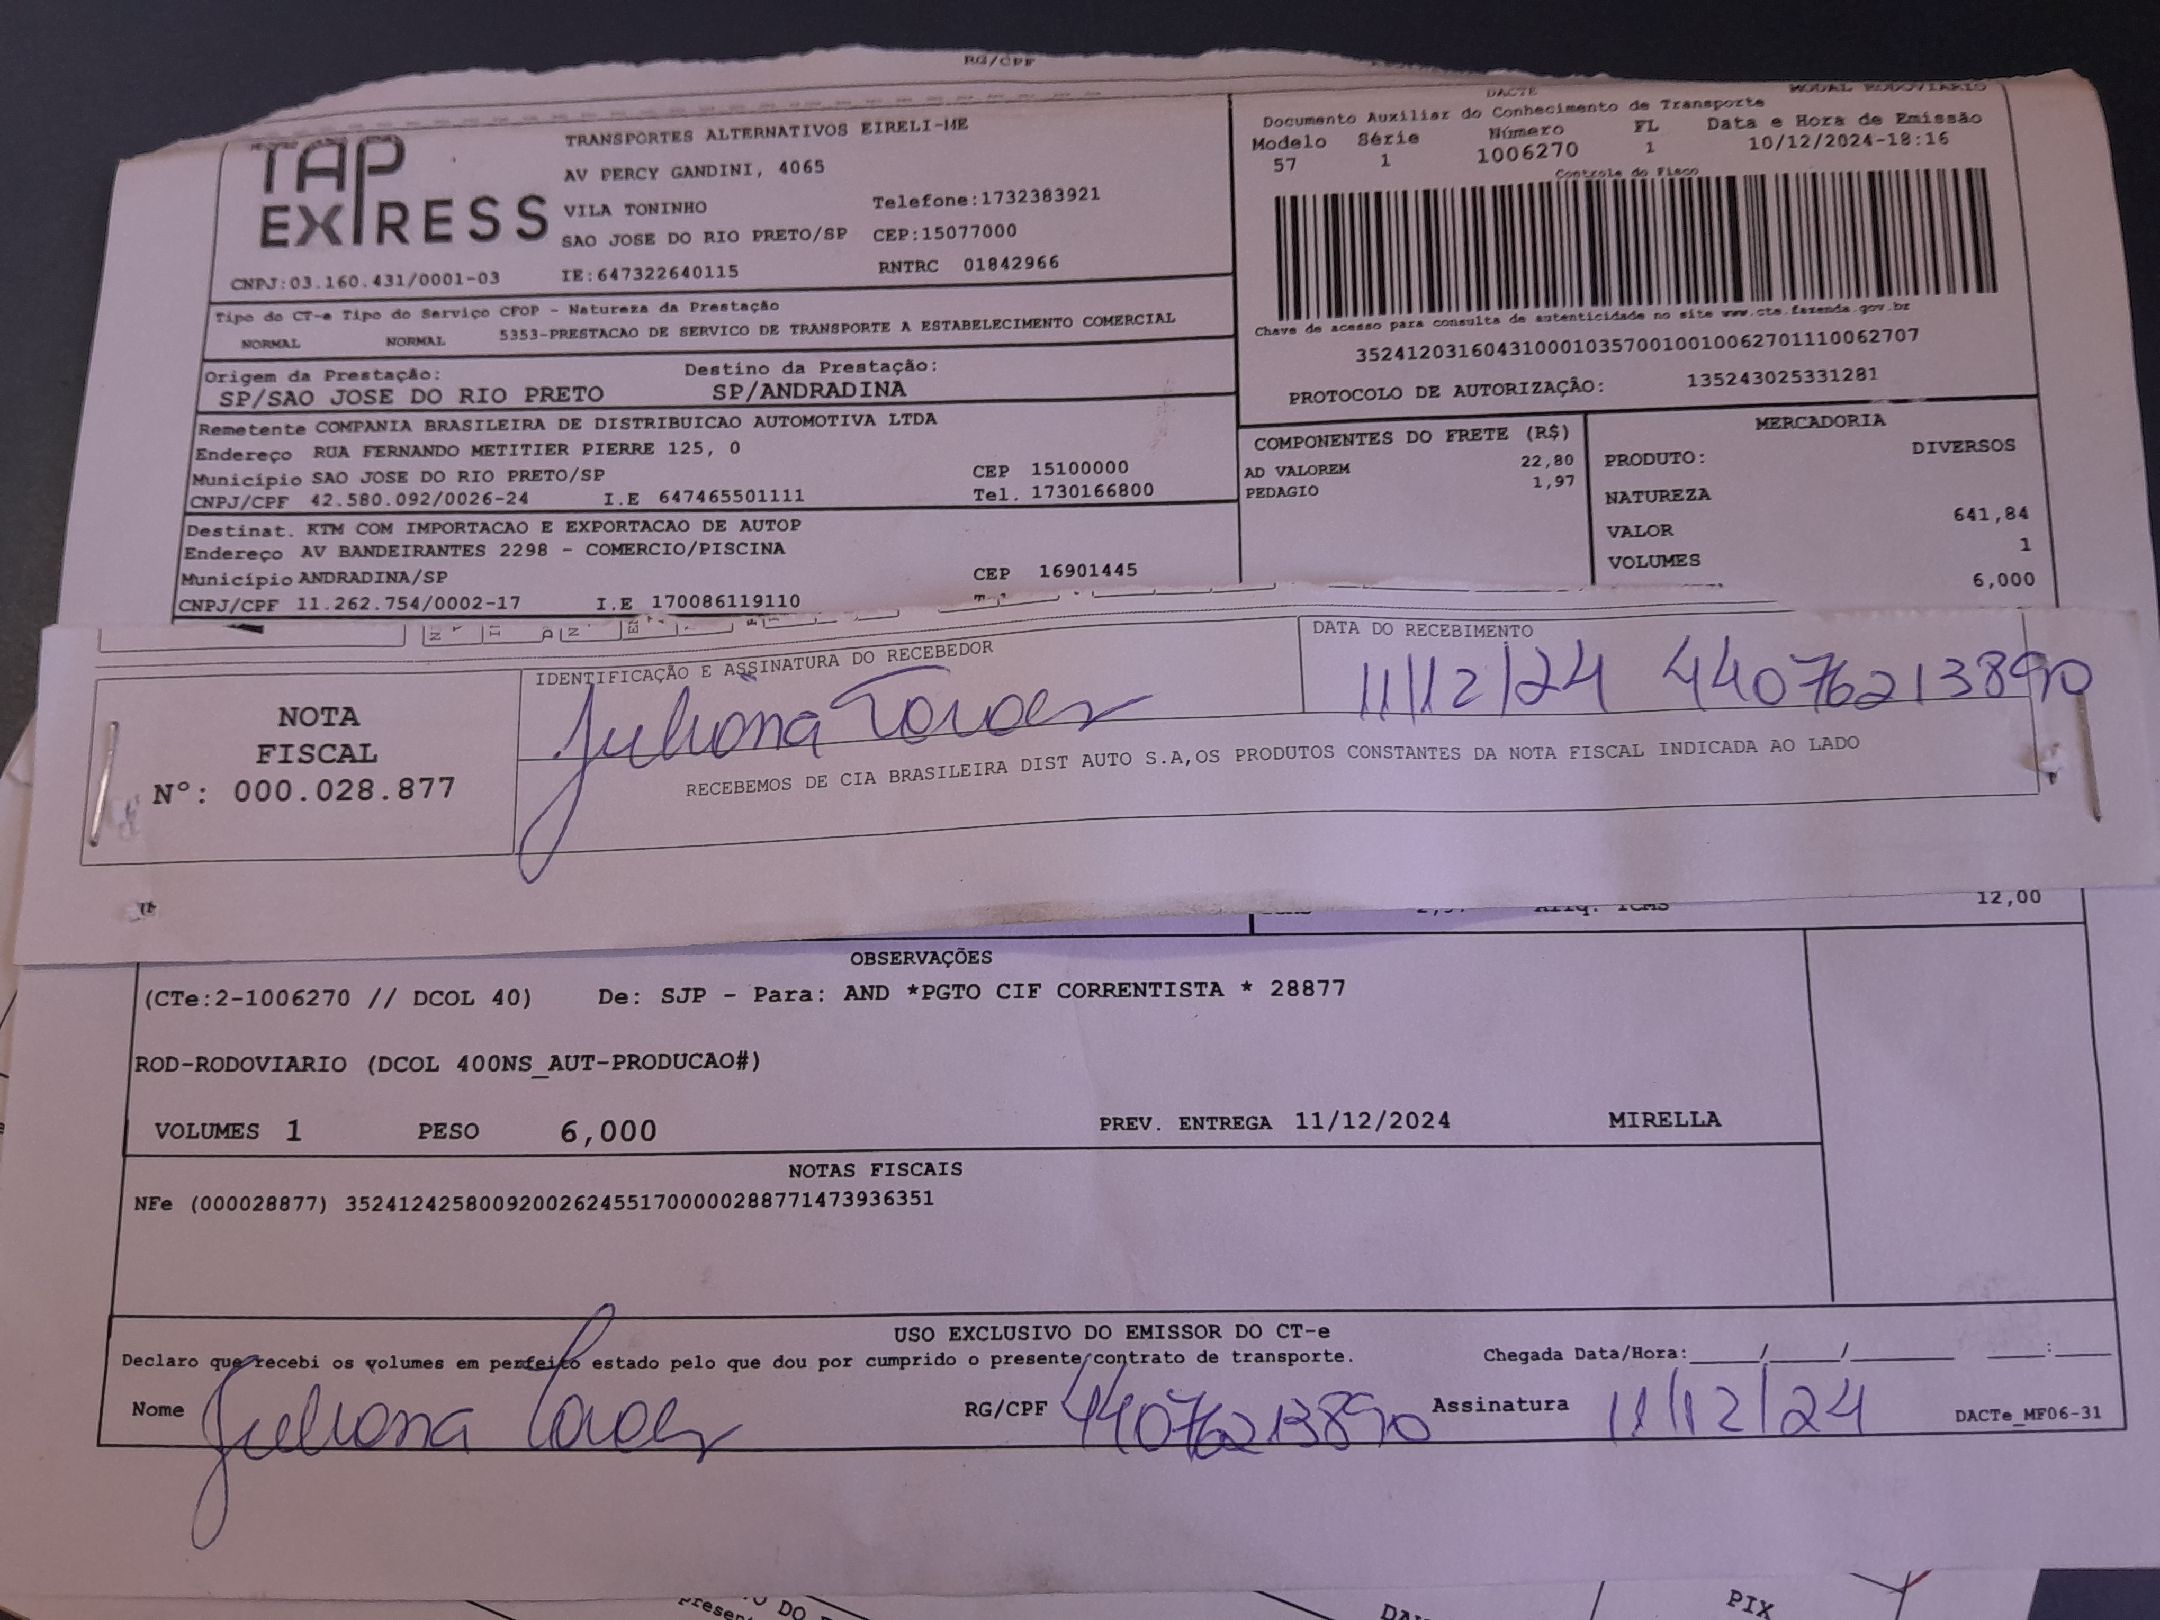 RG/CPF
TAP EXPRESS
TRANSPORTES ALTERNATIVOS EIRELI-ME
AV PERCY GANDINI, 4065
VILA TONINHO Telefone:1732383921
SAO JOSE DO RIO PRETO/SP CEP:15077000
CNPJ:03.160.431/0001-03 IE:647322640115 RNTRC 01842966
DACTE MODAL RODOVIARIO
Documento Auxiliar do Conhecimento de Transporte
Modelo Série Número FL Data e Hora de Emissão
57 1 1006270 1 10/12/2024-18:16
Controle do Fisco
Chave de acesso para consulta de autenticidade no site www.cte.fazenda.gov.br
35241203160431000103570010010062701110062707
PROTOCOLO DE AUTORIZAÇÃO: 135243025331281
Tipo do CT-e Tipo do Serviço CFOP - Natureza da Prestação
NORMAL NORMAL 5353-PRESTACAO DE SERVICO DE TRANSPORTE A ESTABELECIMENTO COMERCIAL
Origem da Prestação: Destino da Prestação:
SP/SAO JOSE DO RIO PRETO SP/ANDRADINA
Remetente COMPANIA BRASILEIRA DE DISTRIBUICAO AUTOMOTIVA LTDA
Endereço RUA FERNANDO METITIER PIERRE 125, 0
Município SAO JOSE DO RIO PRETO/SP CEP 15100000
CNPJ/CPF 42.580.092/0026-24 I.E 647465501111 Tel. 1730166800
Destinat. KTM COM IMPORTACAO E EXPORTACAO DE AUTOP
Endereço AV BANDEIRANTES 2298 - COMERCIO/PISCINA
Município ANDRADINA/SP CEP 16901445
CNPJ/CPF 11.262.754/0002-17 I.E 170086119110
COMPONENTES DO FRETE (R$)
AD VALOREM 22,80
PEDAGIO 1,97
MERCADORIA
PRODUTO: DIVERSOS
NATUREZA
VALOR 641,84
VOLUMES 1
6,000
NOTA
FISCAL
Nº: 000.028.877
IDENTIFICAÇÃO E ASSINATURA DO RECEBEDOR
Juliana
DATA DO RECEBIMENTO
11/12/24 44076213890
RECEBEMOS DE CIA BRASILEIRA DIST AUTO S.A,OS PRODUTOS CONSTANTES DA NOTA FISCAL INDICADA AO LADO
Aliq. ICMS 12,00
OBSERVAÇÕES
(CTe:2-1006270 // DCOL 40) De: SJP - Para: AND *PGTO CIF CORRENTISTA * 28877
ROD-RODOVIARIO (DCOL 400NS_AUT-PRODUCAO#)
VOLUMES 1 PESO 6,000 PREV. ENTREGA 11/12/2024 MIRELLA
NOTAS FISCAIS
NFe (000028877) 35241242580092002624551700000288771473936351
USO EXCLUSIVO DO EMISSOR DO CT-e
Declaro que recebi os volumes em perfeito estado pelo que dou por cumprido o presente contrato de transporte. Chegada Data/Hora:____/____/______ ___:___
Nome Juliana RG/CPF 44076213890 Assinatura 11/12/24
DACTe_MF06-31
PIX